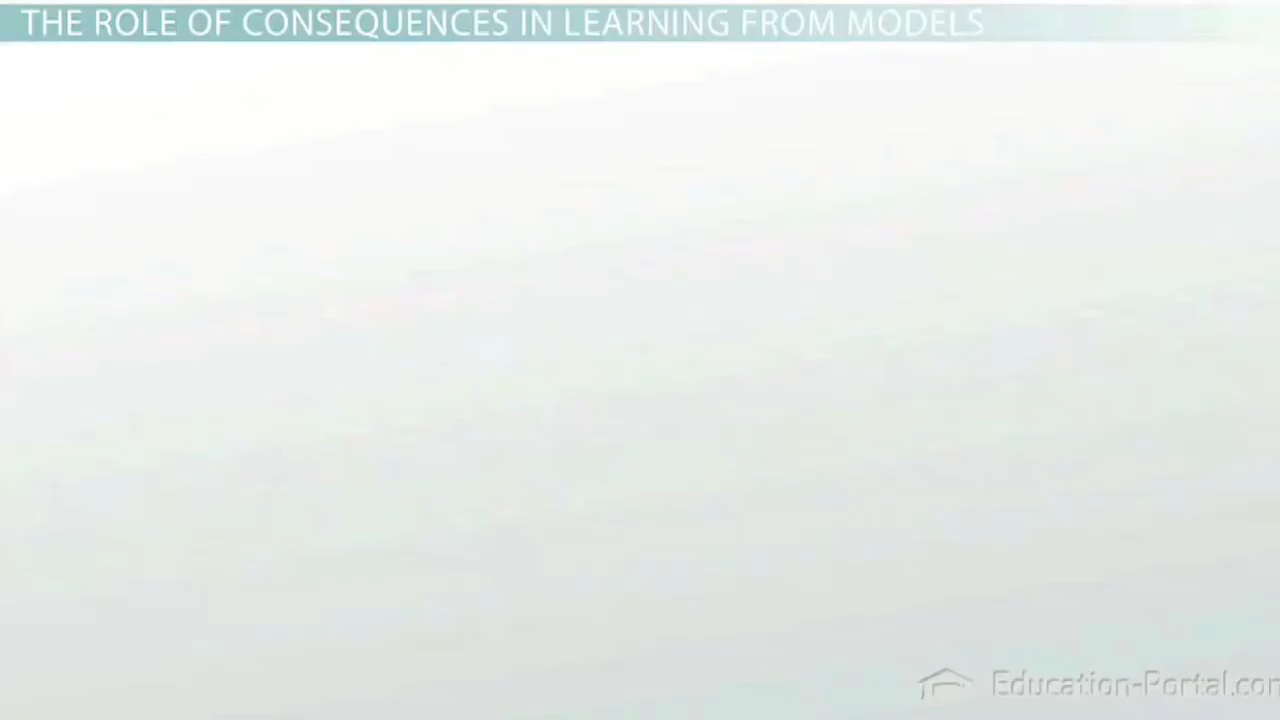 THE ROLE OF CONSEQUENCES IN LEARNING FROM MODELS
Education-Portal.com